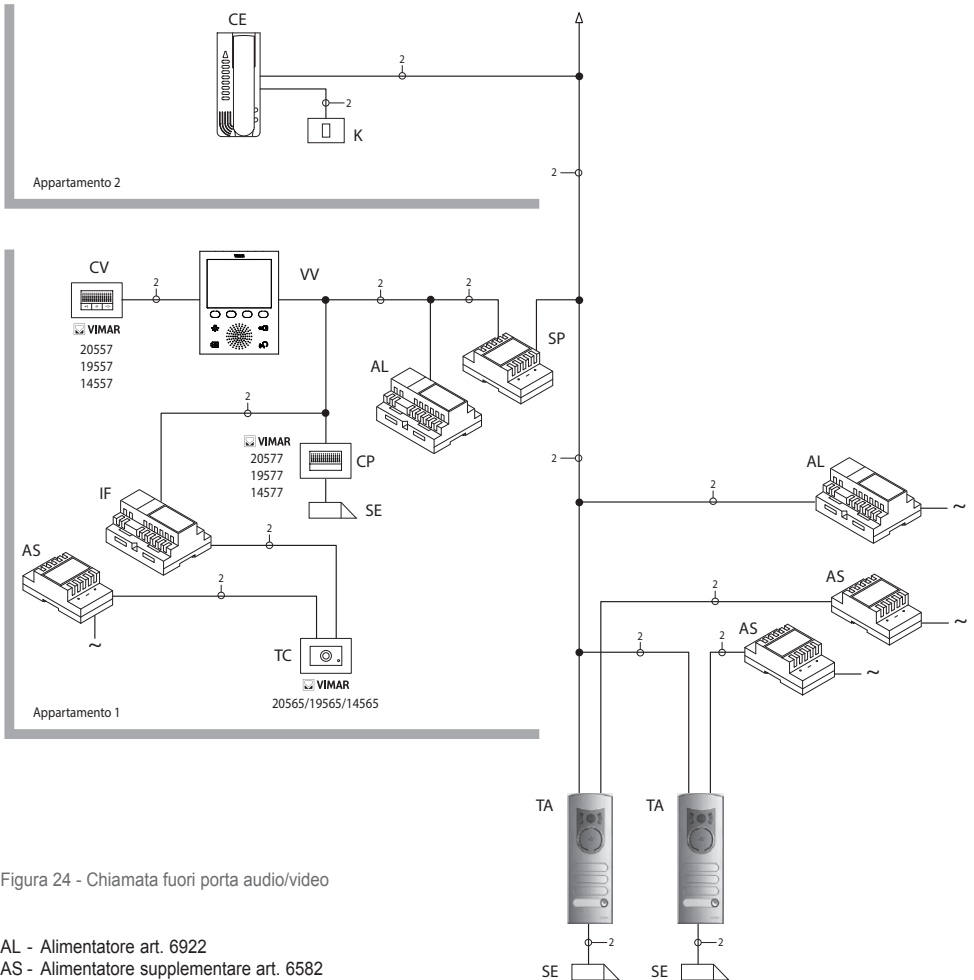 CE
2
2
K
2
Appartamento 2
CV
2
VV
2
2
SP
VIMAR
20557
19557
14557
AL
2
2
VIMAR
20577
19577
14577
CP
SE
IF
2
AL
2
~
AS
2
~
TC
VIMAR
20565/19565/14565
Appartamento 1
AS
2
~
2
2
AS
~
TA
TA
Figura 24 - Chiamata fuori porta audio/video
2
2
SE
SE
AL - Alimentatore art. 6922
AS - Alimentatore supplementare art. 6582